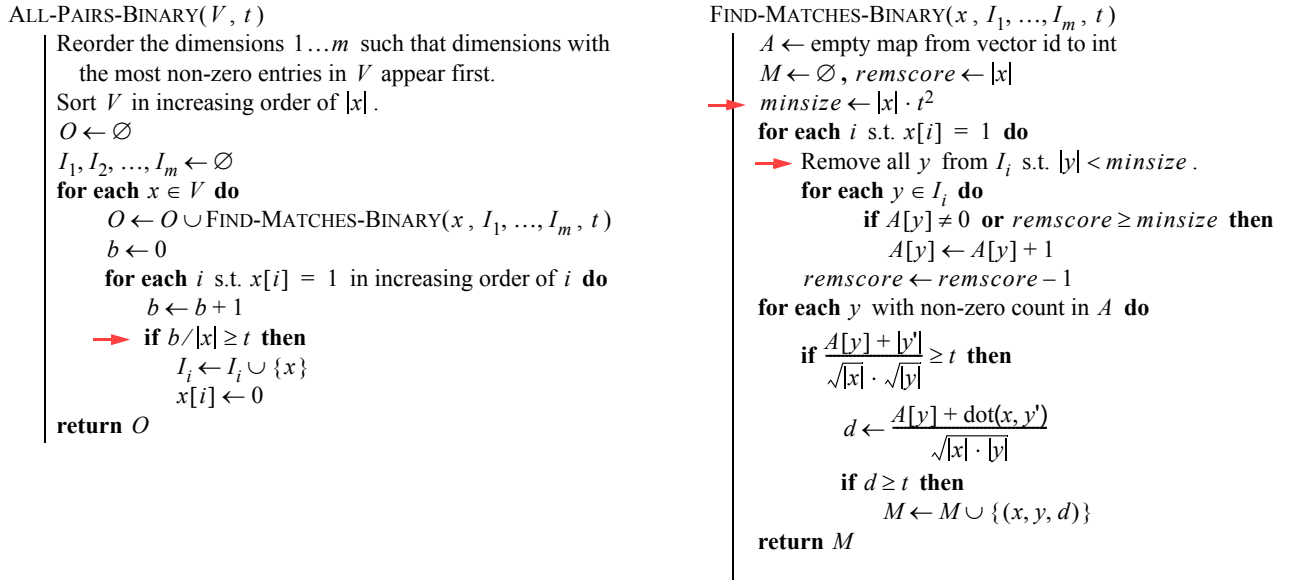 ALL-PAIRS-BINARY(V, t)
Reorder the dimensions 1…m such that dimensions with
the most non-zero entries in V appear first.
Sort V in increasing order of |x| .
O ← ∅
I₁, I₂, …, Iₘ ← ∅
for each x ∈ V do
O ← O ∪ FIND-MATCHES-BINARY(x , I₁, …, Iₘ , t)
b ← 0
for each i s.t. x[i] = 1 in increasing order of i do
b ← b + 1
if b/|x| ≥ t then
Iᵢ ← Iᵢ ∪ {x}
x[i] ← 0
return O
FIND-MATCHES-BINARY(x , I₁, …, Iₘ , t)
A ← empty map from vector id to int
M ← ∅ , remscore ← |x|
minsize ← |x| · t²
for each i s.t. x[i] = 1 do
Remove all y from Iᵢ s.t. |y| < minsize .
for each y ∈ Iᵢ do
if A[y] ≠ 0 or remscore ≥ minsize then
A[y] ← A[y] + 1
remscore ← remscore – 1
for each y with non-zero count in A do
if (A[y] + |y'|) / (√|x| · √|y|) ≥ t then
d ← (A[y] + dot(x, y')) / √(|x| · |y|)
if d ≥ t then
M ← M ∪ {(x, y, d)}
return M